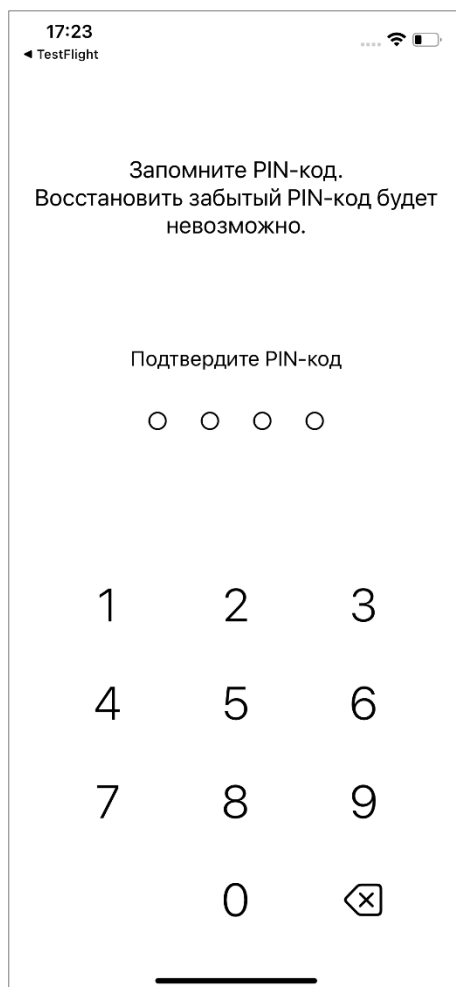 17:23
◀ TestFlight
Запомните PIN-код.
Восстановить забытый PIN-код будет
невозможно.
Подтвердите PIN-код
1 2 3
4 5 6
7 8 9
0